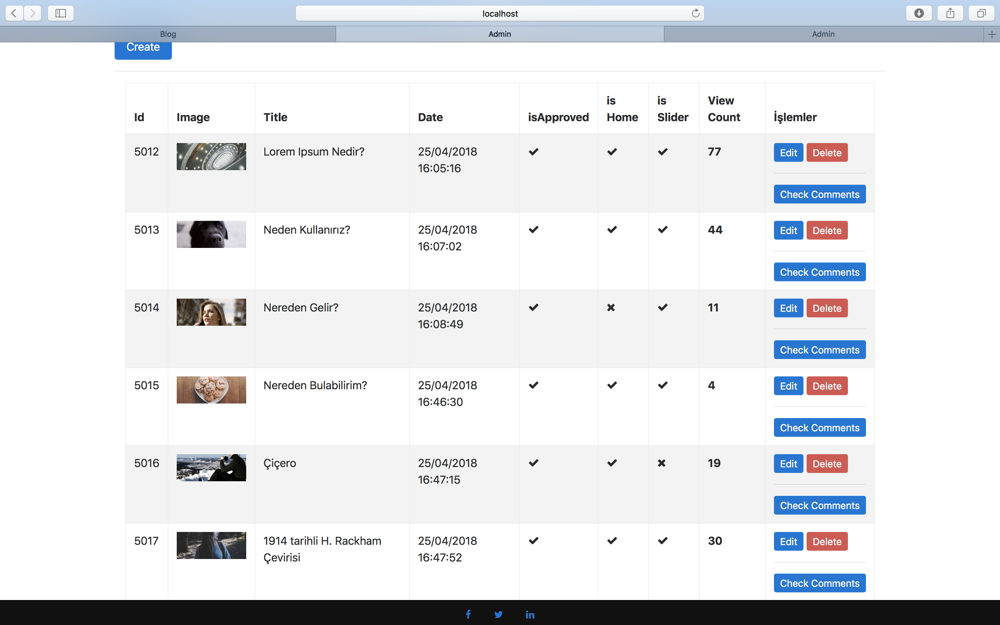 localhost
Blog
Admin
Admin
Create
Id
Image
Title
Date
isApproved
is
Home
is
Slider
View
Count
İşlemler
5012
Lorem Ipsum Nedir?
25/04/2018
16:05:16
77
Edit
Delete
Check Comments
5013
Neden Kullanırız?
25/04/2018
16:07:02
44
Edit
Delete
Check Comments
5014
Nereden Gelir?
25/04/2018
16:08:49
11
Edit
Delete
Check Comments
5015
Nereden Bulabilirim?
25/04/2018
16:46:30
4
Edit
Delete
Check Comments
5016
Çiçero
25/04/2018
16:47:15
19
Edit
Delete
Check Comments
5017
1914 tarihli H. Rackham
Çevirisi
25/04/2018
16:47:52
30
Edit
Delete
Check Comments